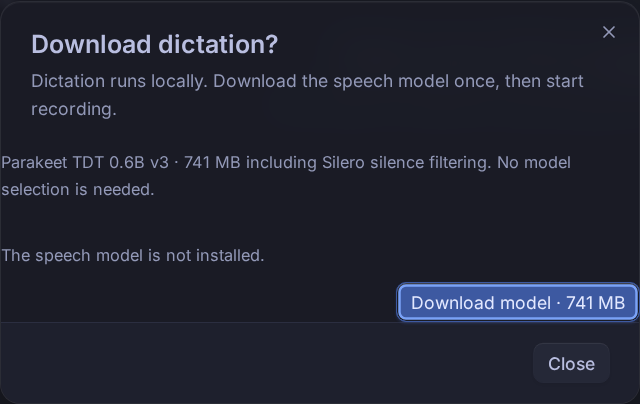 Download dictation?
Dictation runs locally. Download the speech model once, then start
recording.
Parakeet TDT 0.6B v3 · 741 MB including Silero silence filtering. No model
selection is needed.
The speech model is not installed.
Download model · 741 MB
Close